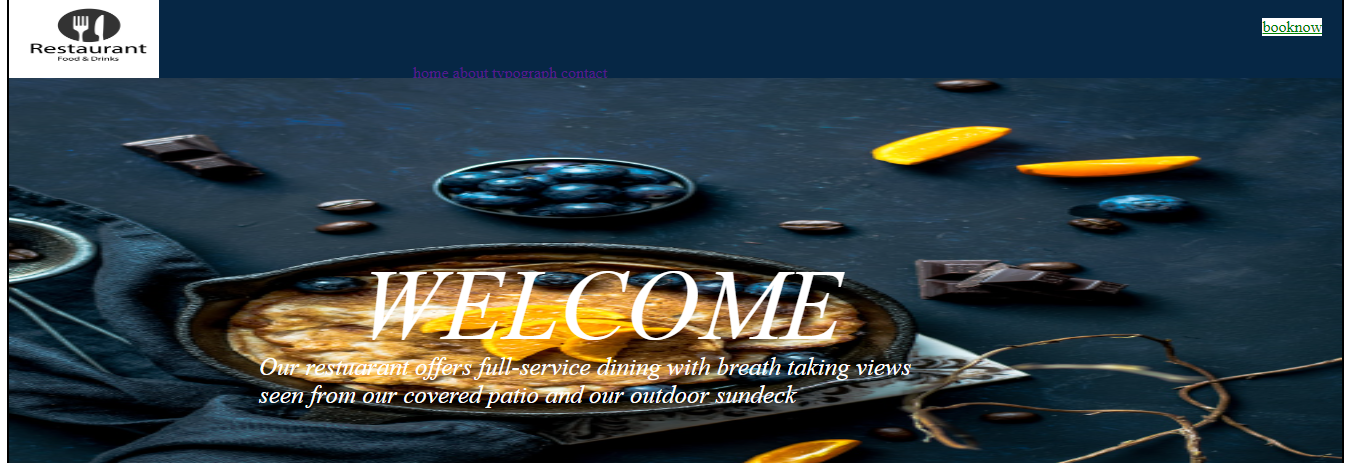 Restaurant
Food & Drinks
booknow
home about typograph contact
WELCOME
Our restuarant offers full-service dining with breath taking views
seen from our covered patio and our outdoor sundeck